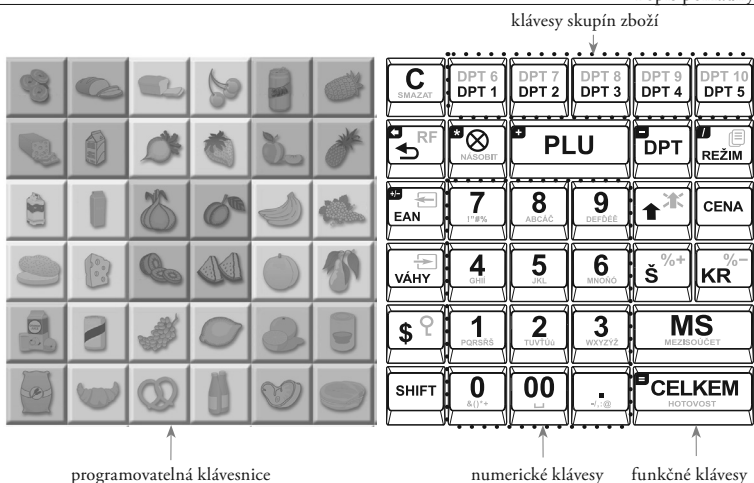 klávesy skupín zboží
C DPT 6 DPT 7 DPT 8 DPT 9 DPT 10
SMAZAT DPT 1 DPT 2 DPT 3 DPT 4 DPT 5
RF NASOBIT + PLU - DPT / REŽIM
+/- EAN 7 8 9 CENA
!"#% ABCÁČ DEFĎÉĚ
VÁHY 4 5 6 Š %+ KR %-
GHIÍ JKL MNOŇÓ
$ 1 2 3 MS
PQRSŘŠ TUVŤÚŮ WXYZÝŽ MEZISOUČET
SHIFT 0 00 . = CELKEM
&()*+ -/,:@ HOTOVOST
programovatelná klávesnice numerické klávesy funkčné klávesy